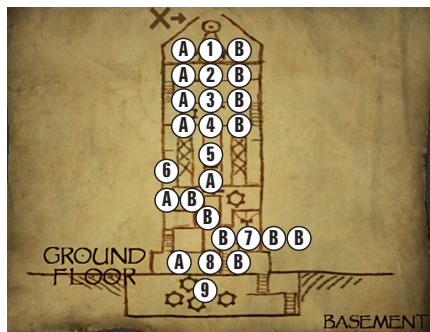 X
A 1 B
A 2 B
A 3 B
A 4 B
5
6
A
A B
B
B 7 B B
GROUND
FLOOR
A 8 B
9
BASEMENT